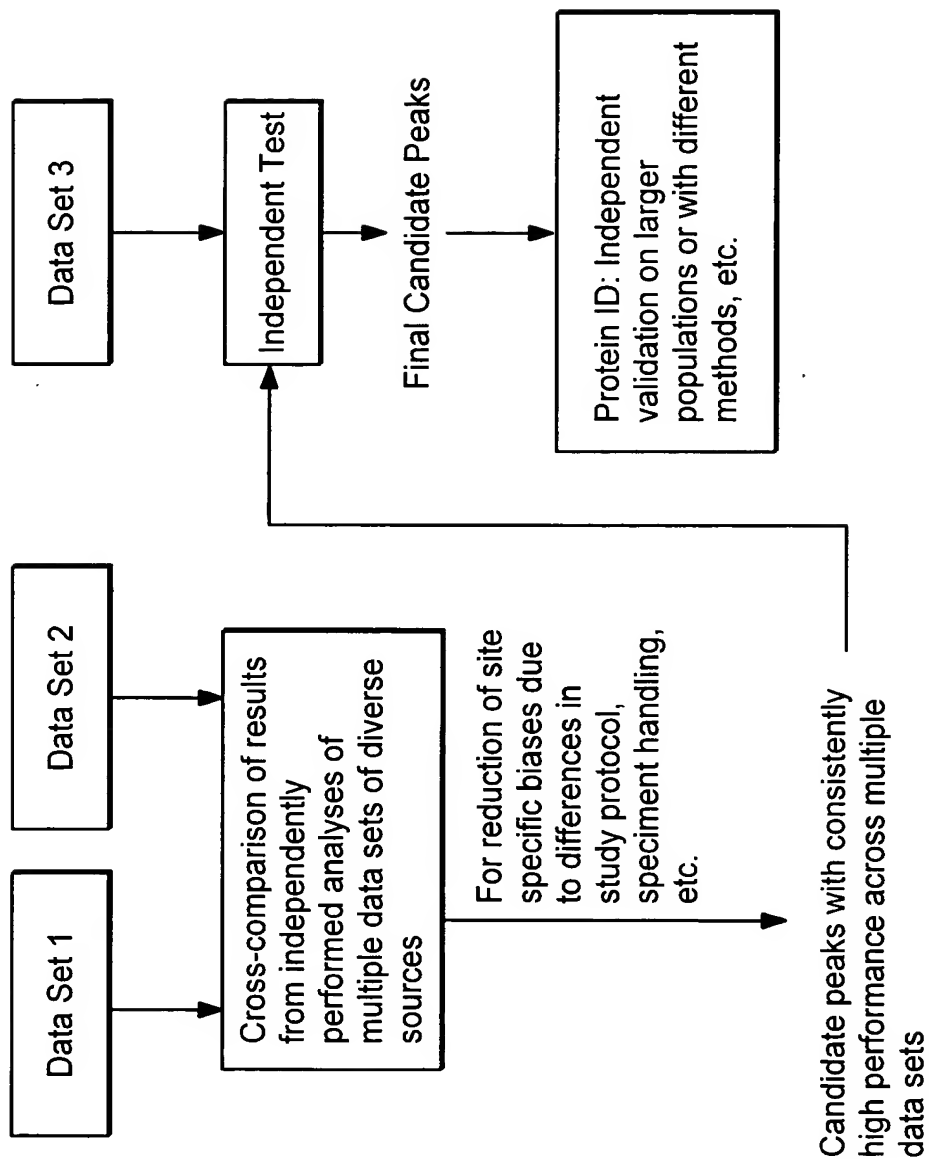 Data Set 1
Data Set 2
Cross-comparison of results
from independently
performed analyses of
multiple data sets of diverse
sources
For reduction of site
specific biases due
to differences in
study protocol,
speciment handling,
etc.
Candidate peaks with consistently
high performance across multiple
data sets
Data Set 3
Independent Test
Final Candidate Peaks
Protein ID: Independent
validation on larger
populations or with different
methods, etc.